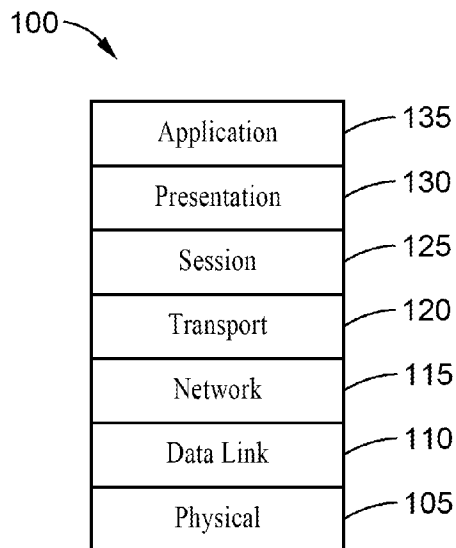 100
Application 135
Presentation 130
Session 125
Transport 120
Network 115
Data Link 110
Physical 105